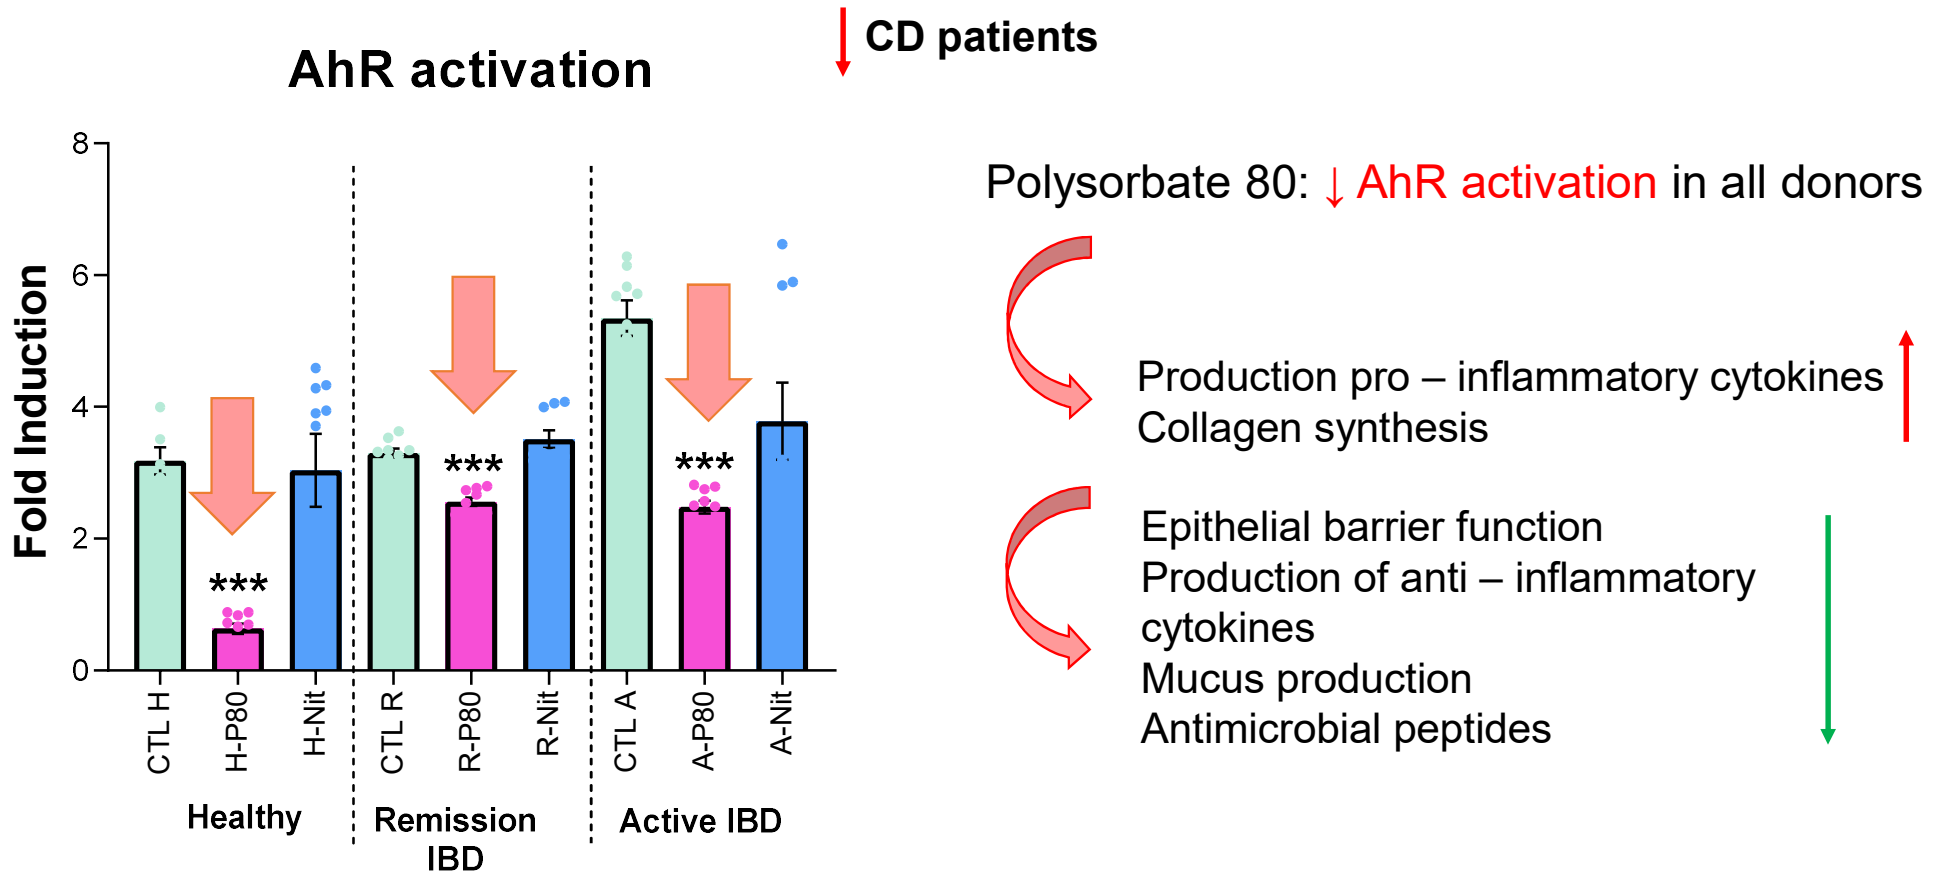 CD patients
AhR activation
Fold Induction
8
6
4
2
0
***
***
***
CTL H
H-P80
H-Nit
CTL R
R-P80
R-Nit
CTL A
A-P80
A-Nit
Healthy
Remission
IBD
Active IBD
Polysorbate 80: ↓ AhR activation in all donors
Production pro – inflammatory cytokines
Collagen synthesis
Epithelial barrier function
Production of anti – inflammatory
cytokines
Mucus production
Antimicrobial peptides